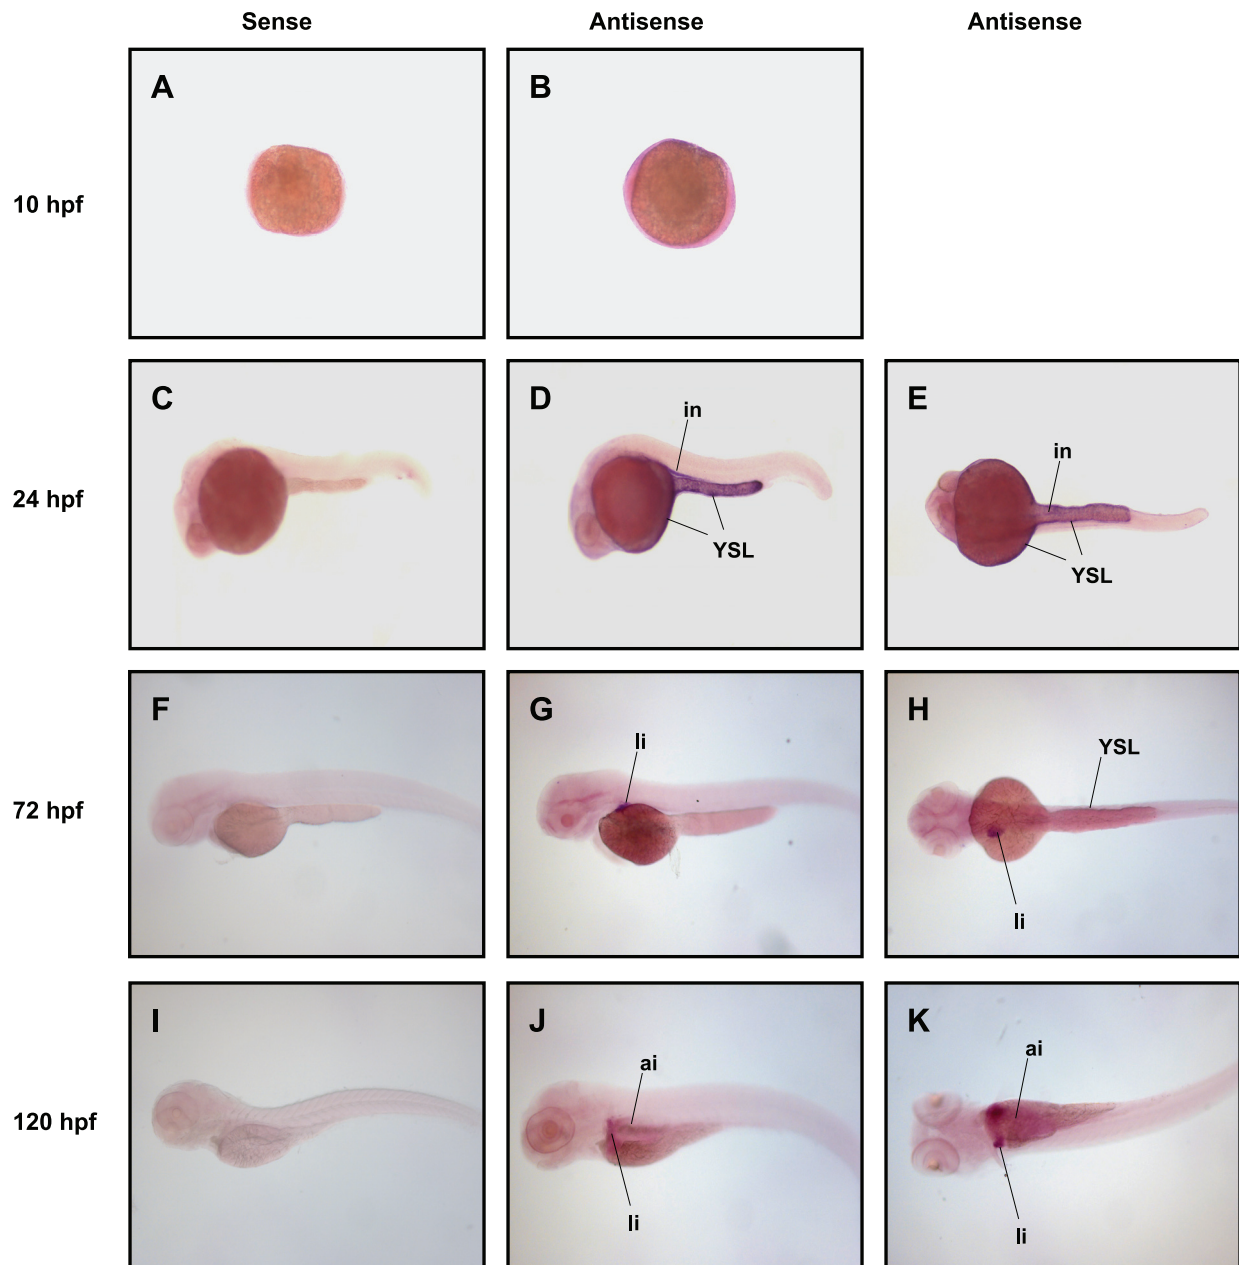 Sense Antisense Antisense
A B
10 hpf
C D E
in
in
24 hpf
YSL
YSL
F G H
li
YSL
72 hpf
li
I J K
ai
ai
120 hpf
li
li